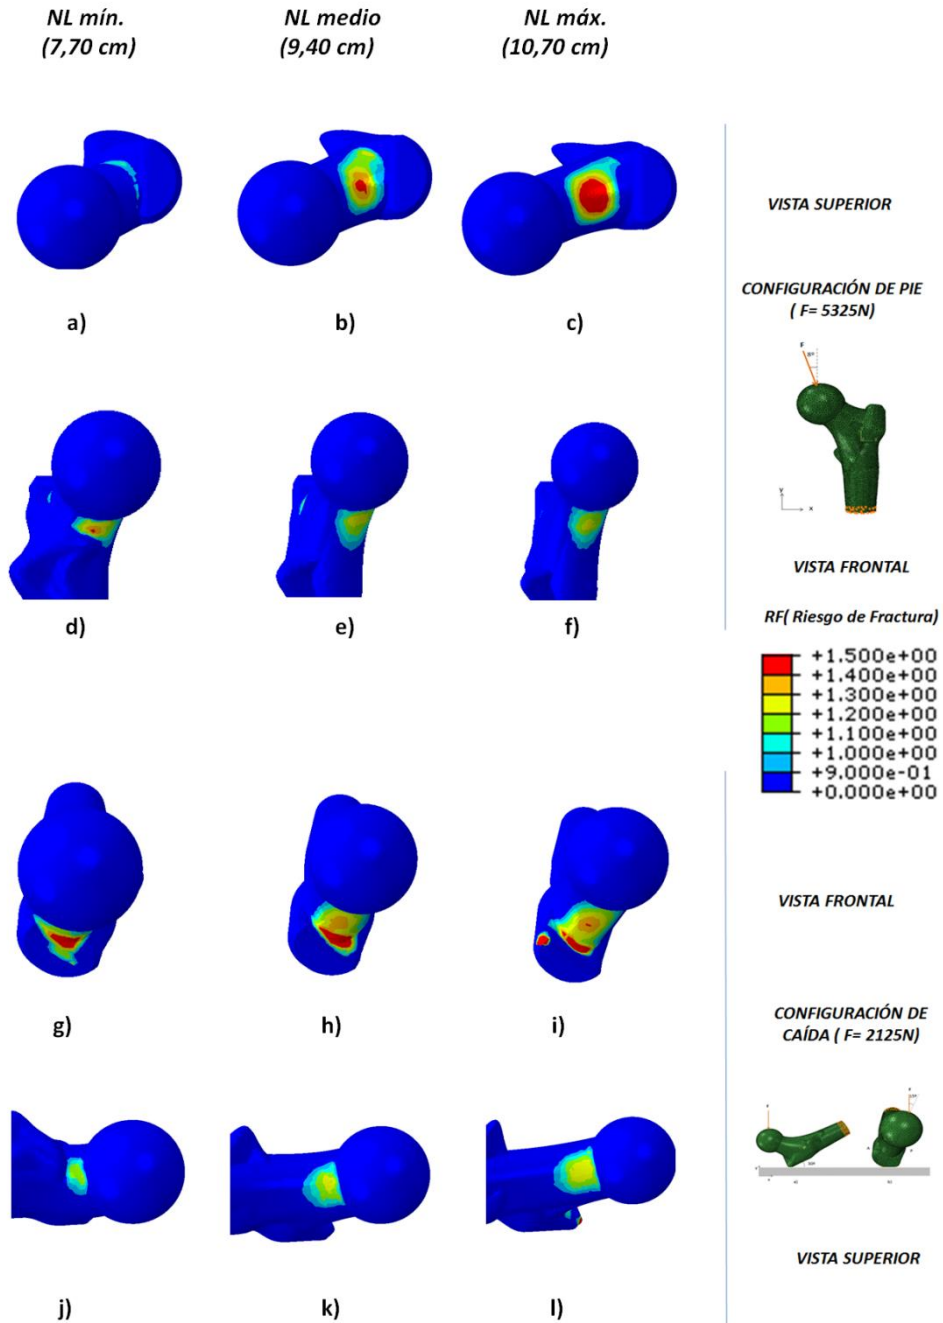 NL mín.
(7,70 cm)
NL medio
(9,40 cm)
NL máx.
(10,70 cm)
VISTA SUPERIOR
CONFIGURACIÓN DE PIE
( F= 5325N)
a)
b)
c)
F
8º
y
x
d)
e)
f)
VISTA FRONTAL
RF( Riesgo de Fractura)
+1.500e+00
+1.400e+00
+1.300e+00
+1.200e+00
+1.100e+00
+1.000e+00
+9.000e-01
+0.000e+00
VISTA FRONTAL
g)
h)
i)
CONFIGURACIÓN DE
CAÍDA ( F= 2125N)
VISTA SUPERIOR
j)
k)
l)